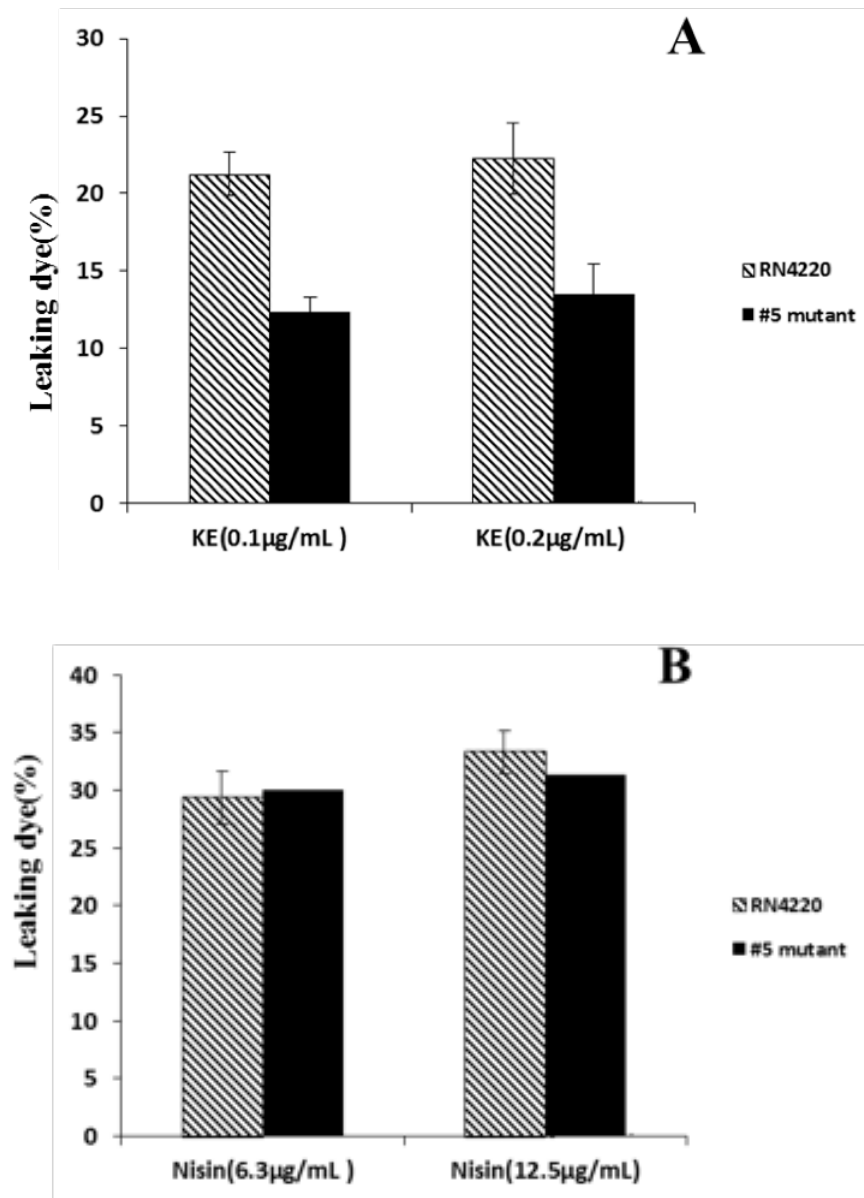 A
30
25
20
15
10
5
0
Leaking dye(%)
RN4220
#5 mutant
KE(0.1µg/mL )
KE(0.2µg/mL)
B
40
35
30
25
20
15
10
5
0
Leaking dye(%)
RN4220
#5 mutant
Nisin(6.3µg/mL )
Nisin(12.5µg/mL)